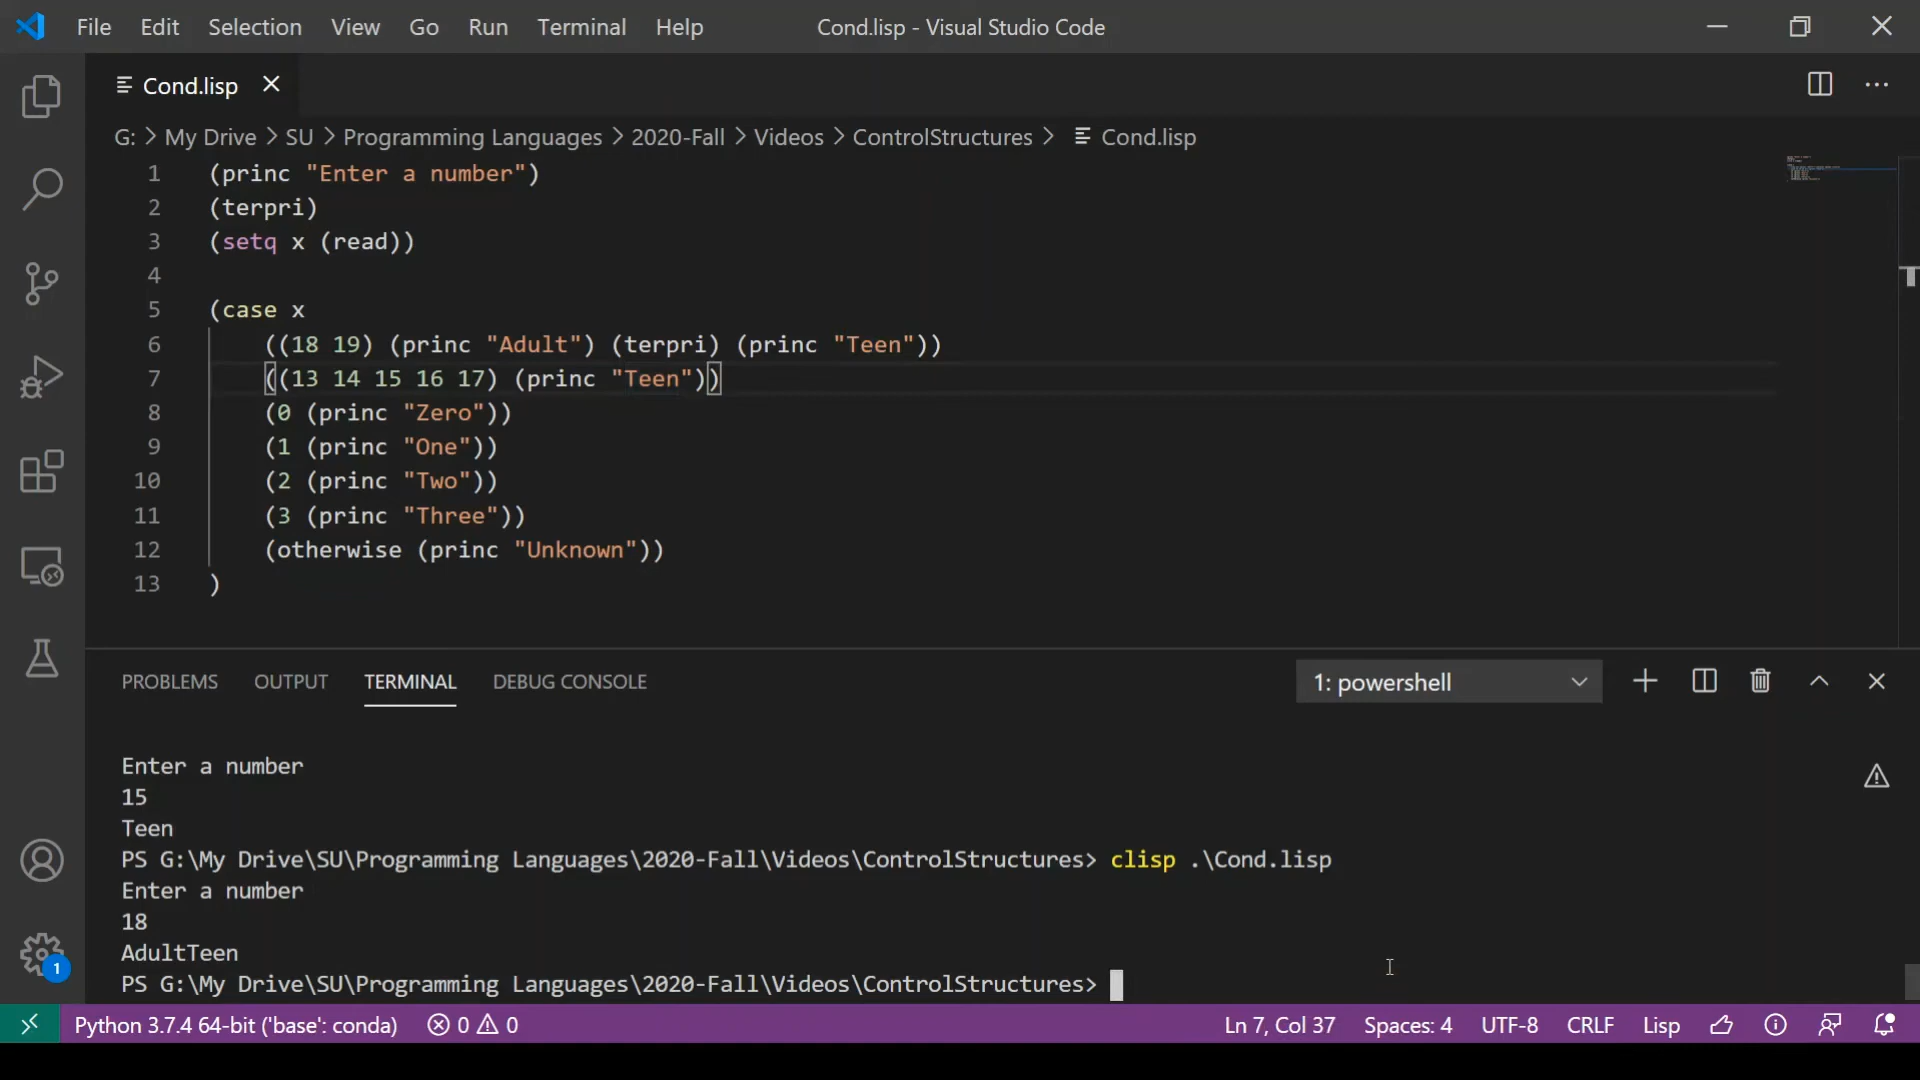 File Edit Selection View Go Run Terminal Help Cond.lisp - Visual Studio Code
Cond.lisp
G: > My Drive > SU > Programming Languages > 2020-Fall > Videos > ControlStructures > Cond.lisp
1 (princ "Enter a number")
2 (terpri)
3 (setq x (read))
4
5 (case x
6 ((18 19) (princ "Adult") (terpri) (princ "Teen"))
7 ((13 14 15 16 17) (princ "Teen"))
8 (0 (princ "Zero"))
9 (1 (princ "One"))
10 (2 (princ "Two"))
11 (3 (princ "Three"))
12 (otherwise (princ "Unknown"))
13 )
PROBLEMS OUTPUT TERMINAL DEBUG CONSOLE 1: powershell
Enter a number
15
Teen
PS G:\My Drive\SU\Programming Languages\2020-Fall\Videos\ControlStructures> clisp .\Cond.lisp
Enter a number
18
AdultTeen
PS G:\My Drive\SU\Programming Languages\2020-Fall\Videos\ControlStructures>
1
Python 3.7.4 64-bit ('base': conda) 0 0 Ln 7, Col 37 Spaces: 4 UTF-8 CRLF Lisp